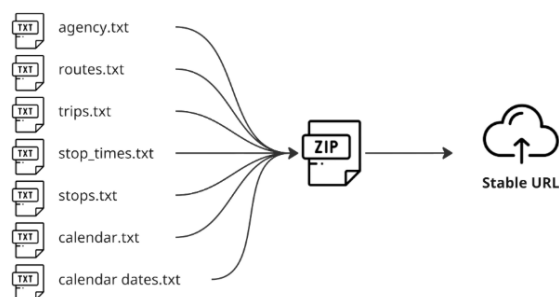 TXT agency.txt
TXT routes.txt
TXT trips.txt
TXT stop_times.txt
ZIP
TXT stops.txt
TXT calendar.txt
TXT calendar dates.txt
Stable URL